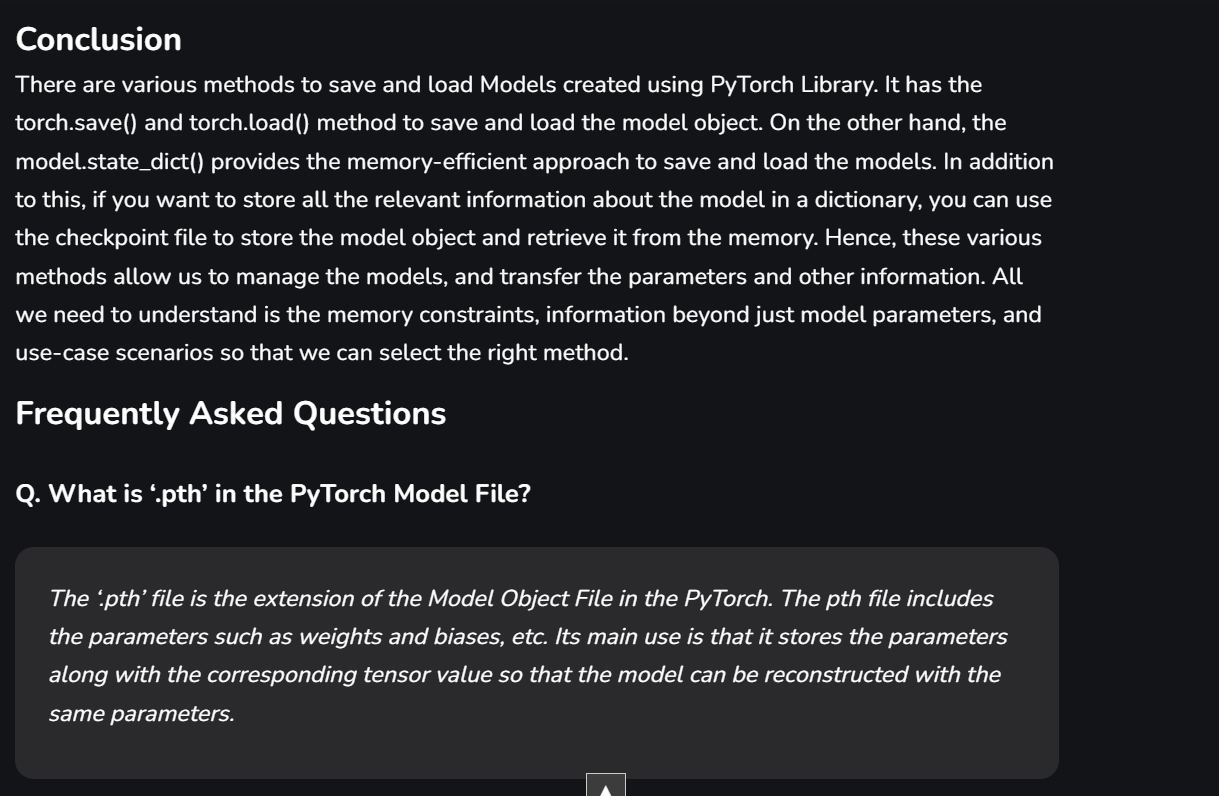 Conclusion
There are various methods to save and load Models created using PyTorch Library. It has the
torch.save() and torch.load() method to save and load the model object. On the other hand, the
model.state_dict() provides the memory-efficient approach to save and load the models. In addition
to this, if you want to store all the relevant information about the model in a dictionary, you can use
the checkpoint file to store the model object and retrieve it from the memory. Hence, these various
methods allow us to manage the models, and transfer the parameters and other information. All
we need to understand is the memory constraints, information beyond just model parameters, and
use-case scenarios so that we can select the right method.
Frequently Asked Questions
Q. What is ‘.pth’ in the PyTorch Model File?
The ‘.pth’ file is the extension of the Model Object File in the PyTorch. The pth file includes
the parameters such as weights and biases, etc. Its main use is that it stores the parameters
along with the corresponding tensor value so that the model can be reconstructed with the
same parameters.